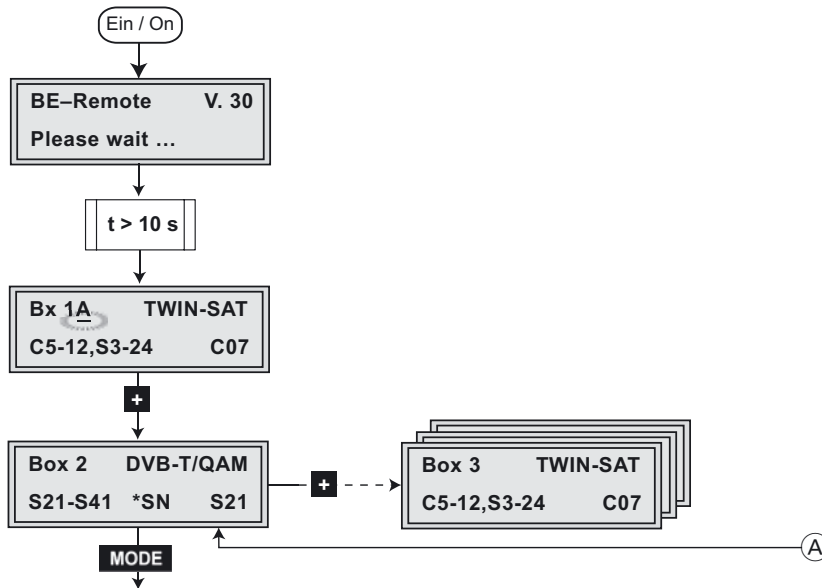 Ein / On
BE–Remote V. 30
Please wait ...
t > 10 s
Bx 1A TWIN-SAT
C5-12,S3-24 C07
+
Box 2 DVB-T/QAM
S21-S41 *SN S21
+
Box 3 TWIN-SAT
C5-12,S3-24 C07
MODE
A